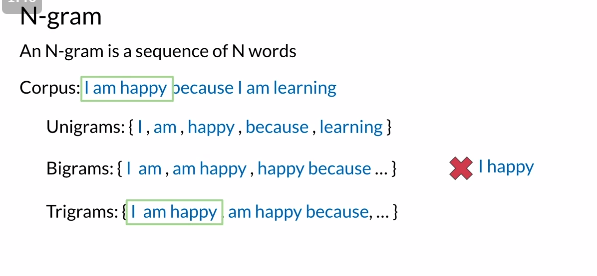 N-gram
An N-gram is a sequence of N words
Corpus: I am happy because I am learning
Unigrams: { I , am , happy , because , learning }
Bigrams: { I am , am happy , happy because ... }
I happy
Trigrams: { I am happy am happy because, ... }